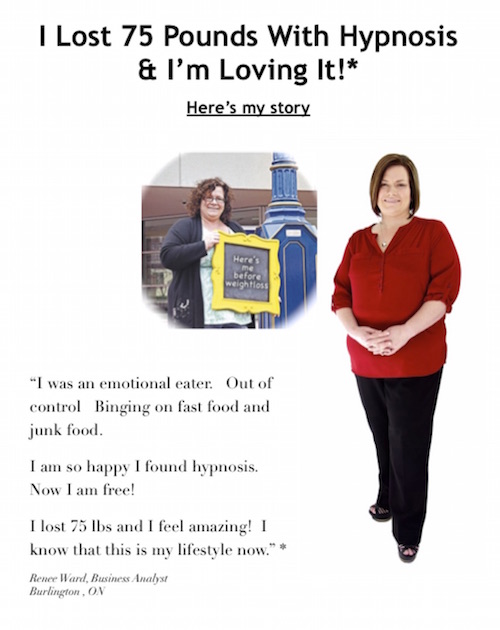 I Lost 75 Pounds With Hypnosis
& I'm Loving It!*
Here's my story
Here's
me
before
weightloss
“I was an emotional eater.   Out of
control   Binging on fast food and
junk food.
I am so happy I found hypnosis.
Now I am free!
I lost 75 lbs and I feel amazing!  I
know that this is my lifestyle now.” *
Renee Ward, Business Analyst
Burlington , ON